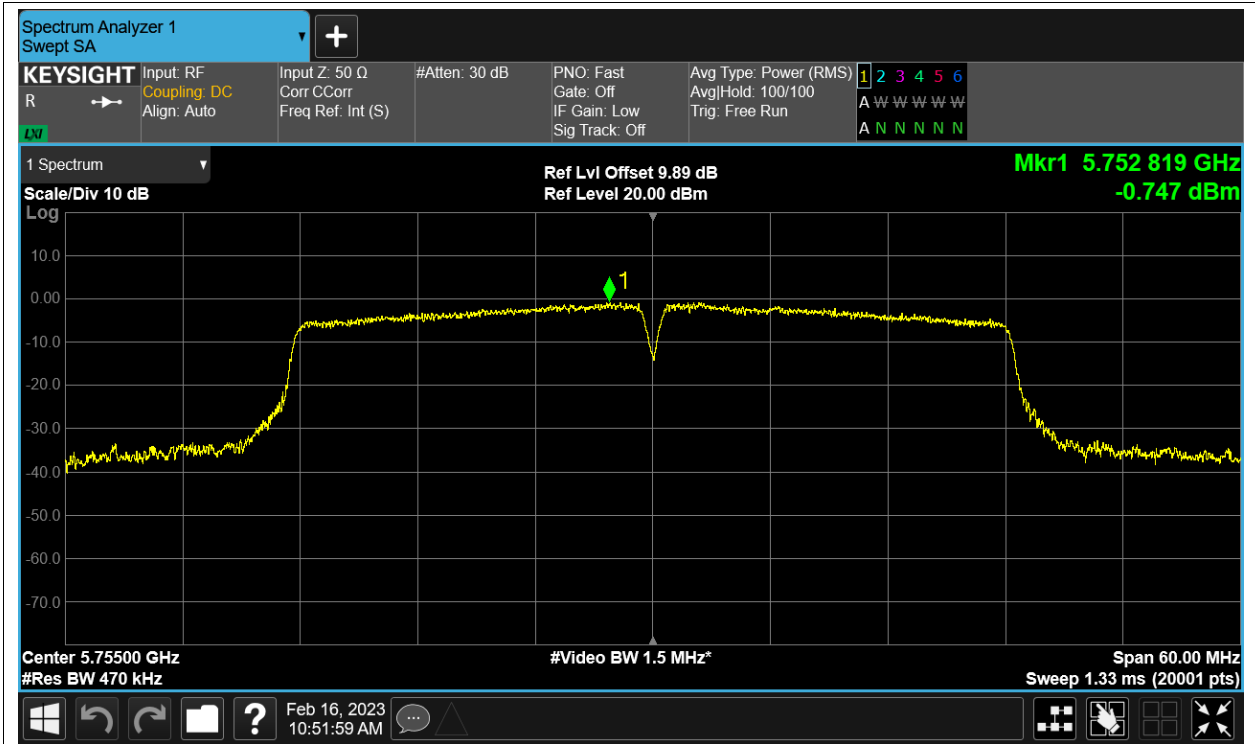 Spectrum Analyzer 1
Swept SA
+
KEYSIGHT
R
LXI
Input: RF
Coupling: DC
Align: Auto
Input Z: 50 Ω
Corr CCorr
Freq Ref: Int (S)
#Atten: 30 dB
PNO: Fast
Gate: Off
IF Gain: Low
Sig Track: Off
Avg Type: Power (RMS)
Avg|Hold: 100/100
Trig: Free Run
1 2 3 4 5 6
A W W W W W
A N N N N N
1 Spectrum
Scale/Div 10 dB
Log
Ref Lvl Offset 9.89 dB
Ref Level 20.00 dBm
Mkr1 5.752 819 GHz
-0.747 dBm
1
10.0
0.00
-10.0
-20.0
-30.0
-40.0
-50.0
-60.0
-70.0
Center 5.75500 GHz
#Res BW 470 kHz
#Video BW 1.5 MHz*
Span 60.00 MHz
Sweep 1.33 ms (20001 pts)
?
Feb 16, 2023
10:51:59 AM